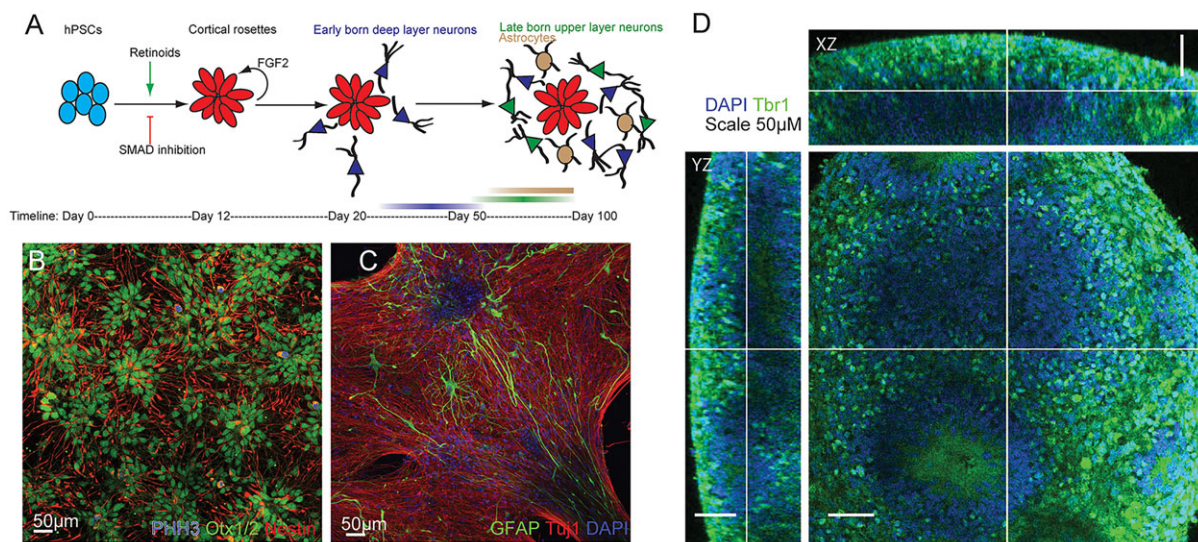 A
hPSCs
Cortical rosettes
Early born deep layer neurons
Late born upper layer neurons
Astrocytes
Retinoids
FGF2
SMAD inhibition
Timeline: Day 0-----------------------Day 12-----------------------Day 20-----------------------Day 50-----------------------Day 100
B
50µm
PHH3 Otx1/2 Nestin
C
50µm
GFAP Tuj1 DAPI
D
XZ
DAPI Tbr1
Scale 50µM
YZ